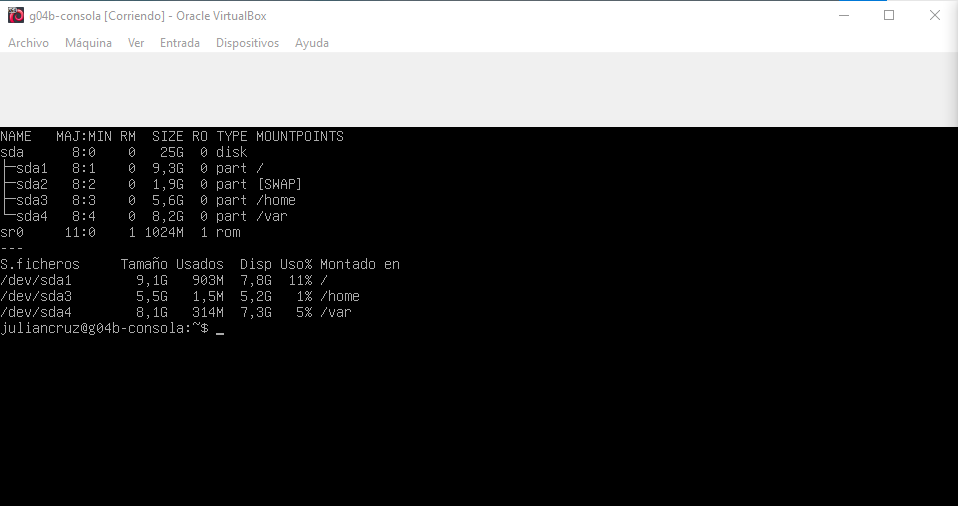 g04b-consola [Corriendo] - Oracle VirtualBox
Archivo Máquina Ver Entrada Dispositivos Ayuda
NAME   MAJ:MIN RM  SIZE RO TYPE MOUNTPOINTS
sda      8:0    0   25G  0 disk
├─sda1   8:1    0  9,3G  0 part /
├─sda2   8:2    0  1,9G  0 part [SWAP]
├─sda3   8:3    0  5,6G  0 part /home
└─sda4   8:4    0  8,2G  0 part /var
sr0     11:0    1 1024M  1 rom
---
S.ficheros     Tamaño Usados  Disp Uso% Montado en
/dev/sda1        9,1G   903M  7,8G  11% /
/dev/sda3        5,5G   1,5M  5,2G   1% /home
/dev/sda4        8,1G   314M  7,3G   5% /var
juliancruz@g04b-consola:~$ _